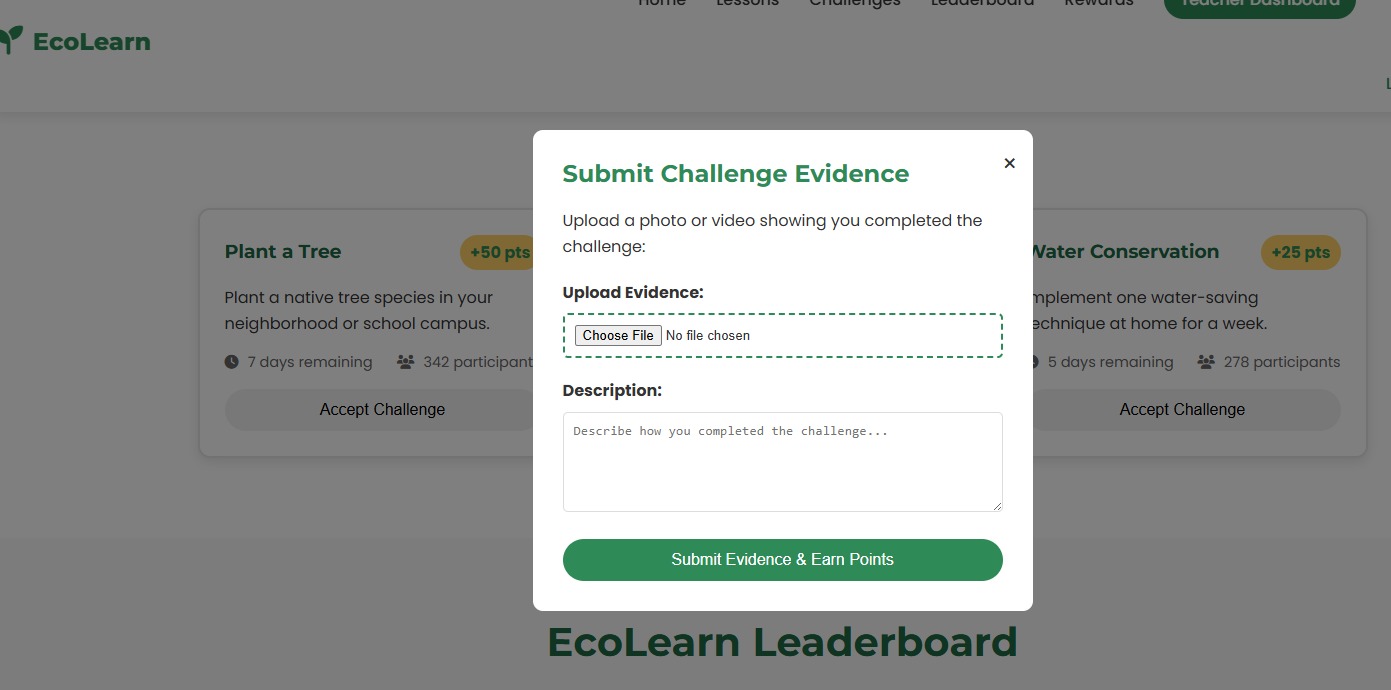 Home Lessons Challenges Leaderboard Rewards Teacher Dashboard
EcoLearn
Submit Challenge Evidence
×
Upload a photo or video showing you completed the
challenge:
Upload Evidence:
Choose File No file chosen
Description:
Describe how you completed the challenge...
Submit Evidence & Earn Points
Plant a Tree
+50 pts
Plant a native tree species in your
neighborhood or school campus.
7 days remaining
342 participant
Accept Challenge
Water Conservation
+25 pts
mplement one water-saving
echnique at home for a week.
5 days remaining
278 participants
Accept Challenge
EcoLearn Leaderboard